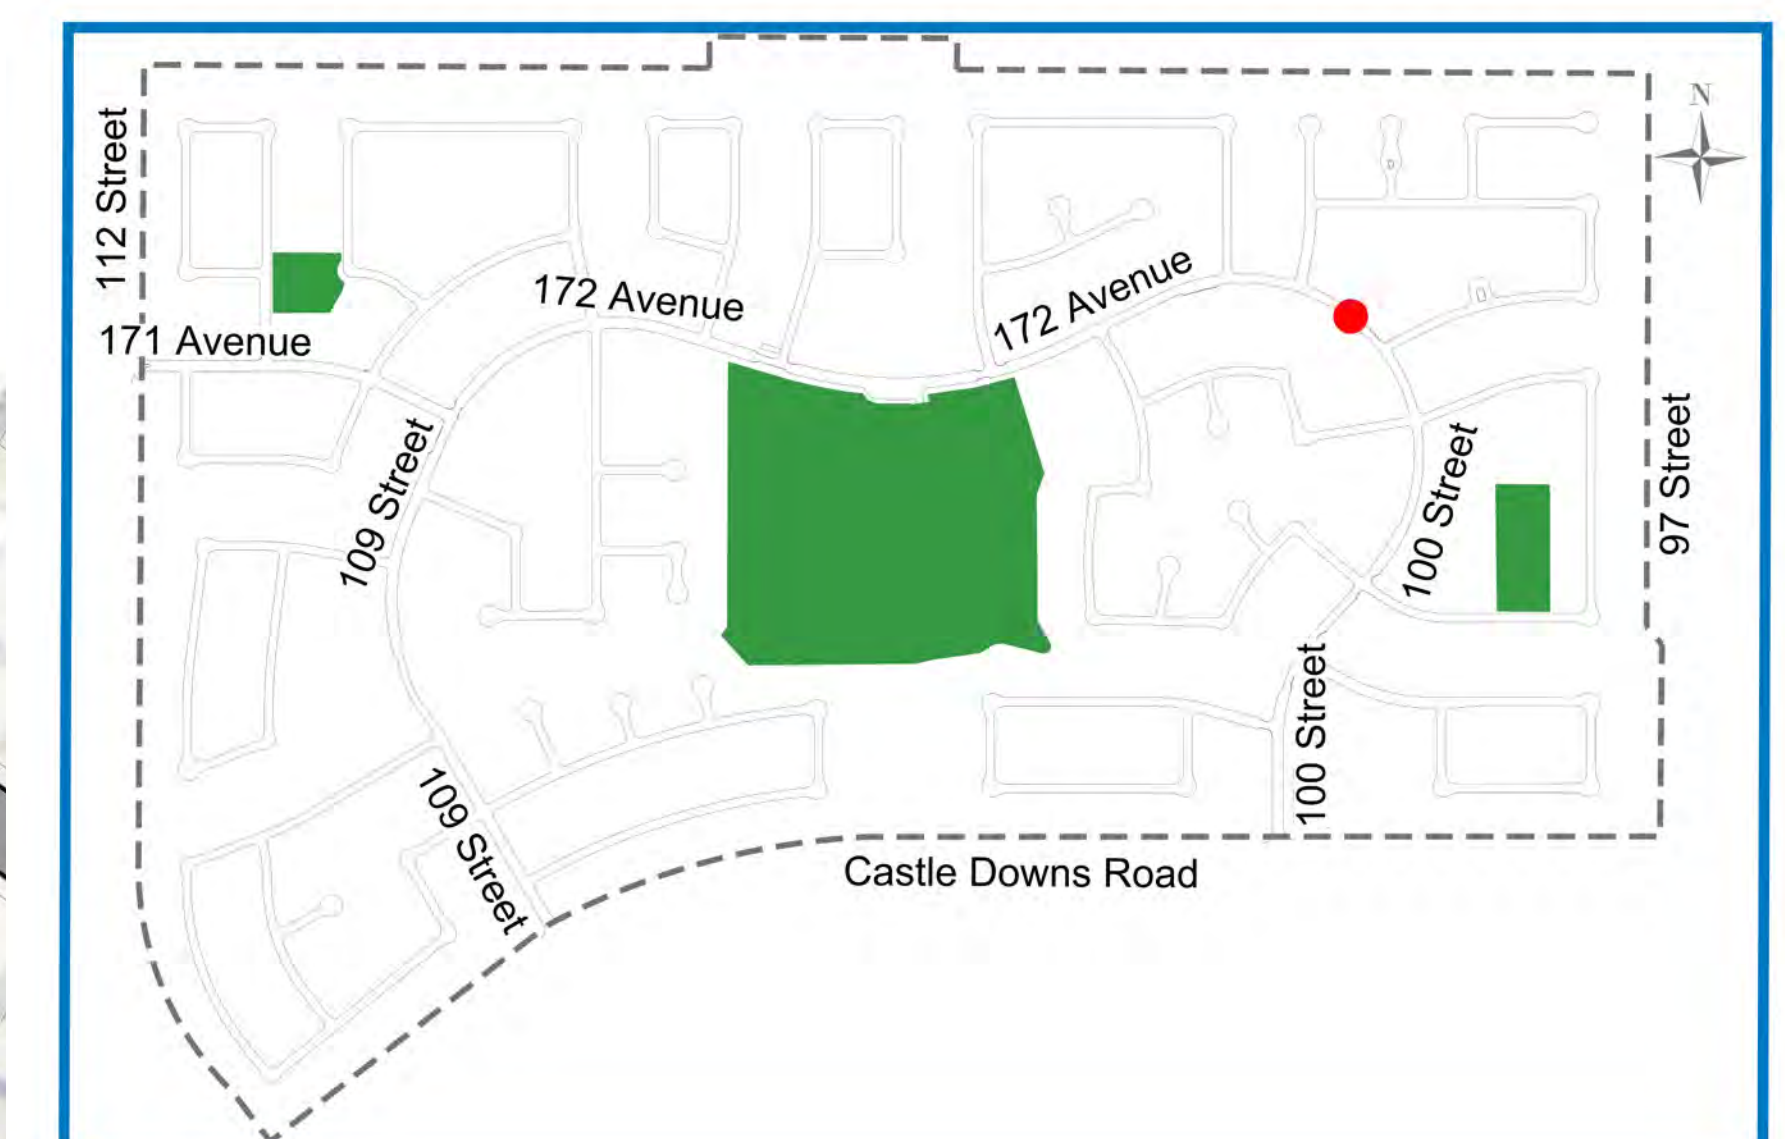 N
112 Street
172 Avenue
172 Avenue
171 Avenue
109 Street
100 Street
97 Street
100 Street
109 Street
Castle Downs Road